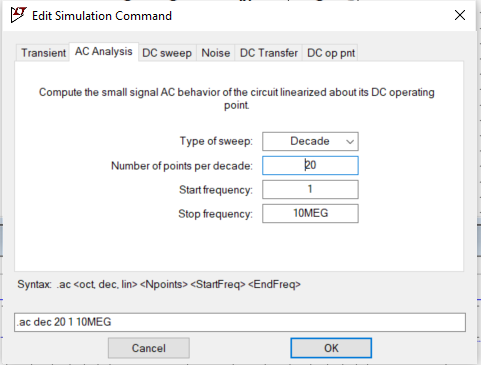 Edit Simulation Command
Transient AC Analysis DC sweep Noise DC Transfer DC op pnt
Compute the small signal AC behavior of the circuit linearized about its DC operating
point.
Type of sweep: Decade
Number of points per decade: 20
Start frequency: 1
Stop frequency: 10MEG
Syntax: .ac <oct, dec, lin> <Npoints> <StartFreq> <EndFreq>
.ac dec 20 1 10MEG
Cancel OK